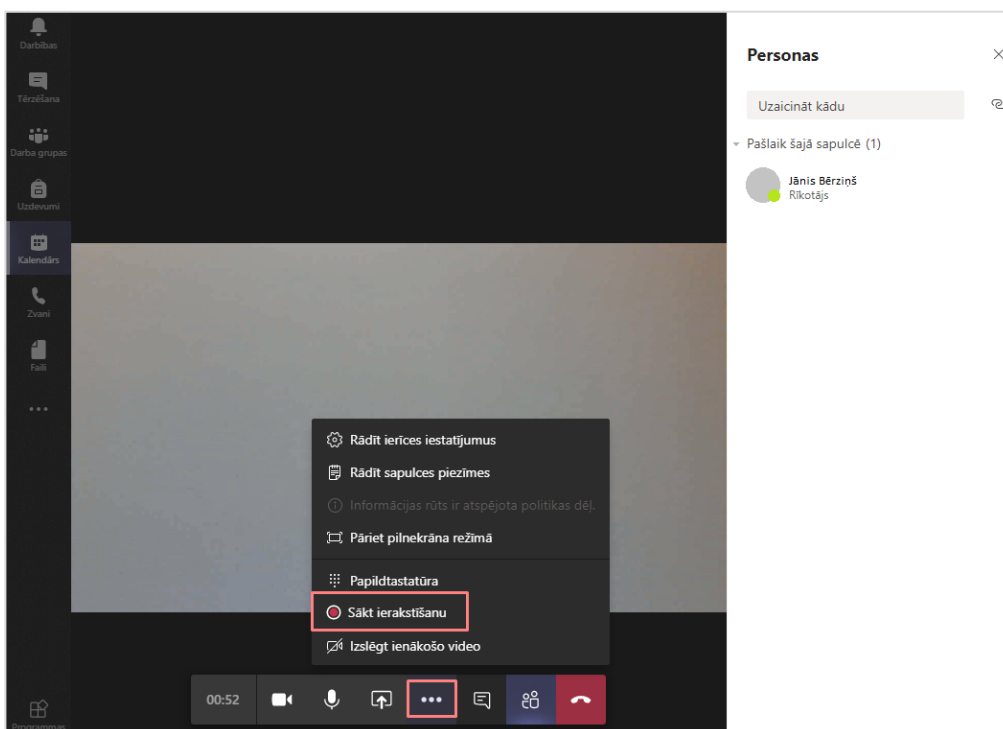 Darbības
Tērzēšana
Darba grupas
Uzdevumi
Kalendārs
Zvani
Faili
Programmas
Rādīt ierīces iestatījumus
Rādīt sapulces piezīmes
Informācijas rūts ir atspējota politikas dēļ.
Pāriet pilnekrāna režīmā
Papildtastatūra
Sākt ierakstīšanu
Izslēgt ienākošo video
00:52
Personas
Uzaicināt kādu
Pašlaik šajā sapulcē (1)
Jānis Bērziņš
Rīkotājs